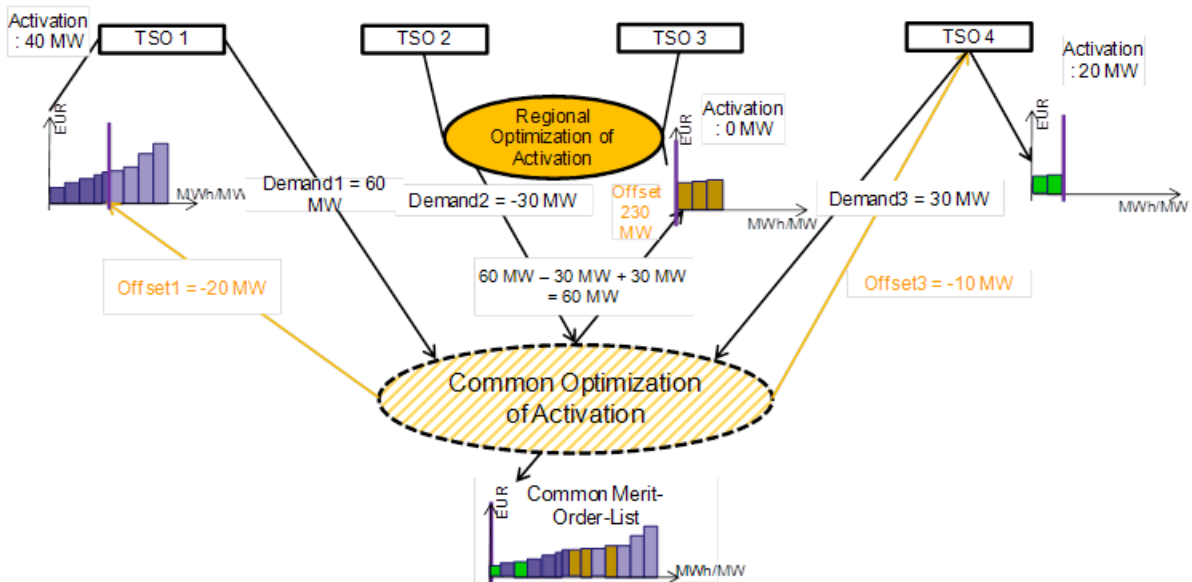 Activation
: 40 MW
TSO 1
TSO 2
TSO 3
TSO 4
Activation
: 20 MW
Regional
Optimization of
Activation
Activation
: 0 MW
EUR
MWh/MW
Demand1 = 60
MW
Demand2 = -30 MW
Offset
230
MW
EUR
MWh/MW
Demand3 = 30 MW
EUR
MWh/MW
Offset1 = -20 MW
60 MW – 30 MW + 30 MW
= 60 MW
Offset3 = -10 MW
Common Optimization
of Activation
EUR
Common Merit-
Order-List
MWh/MW